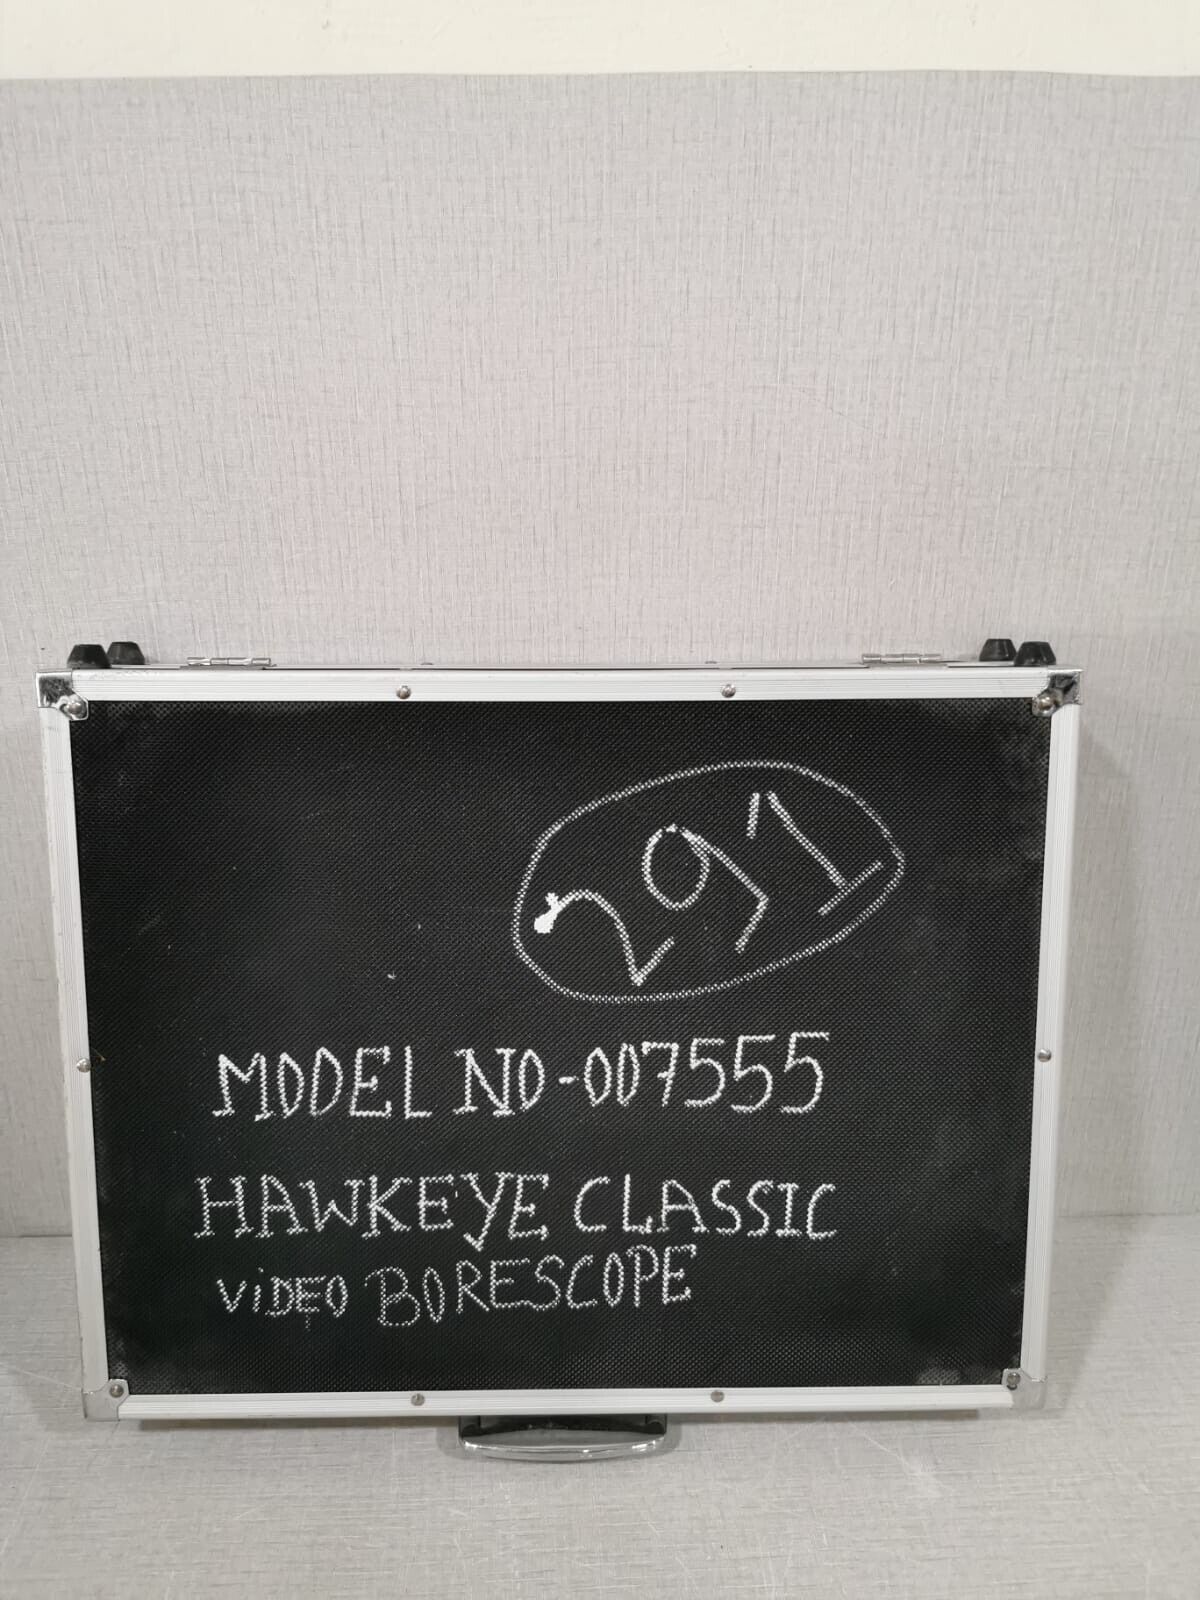 291
MODEL NO-007555
HAWKEYE CLASSIC
ViDEO BORESCOPE